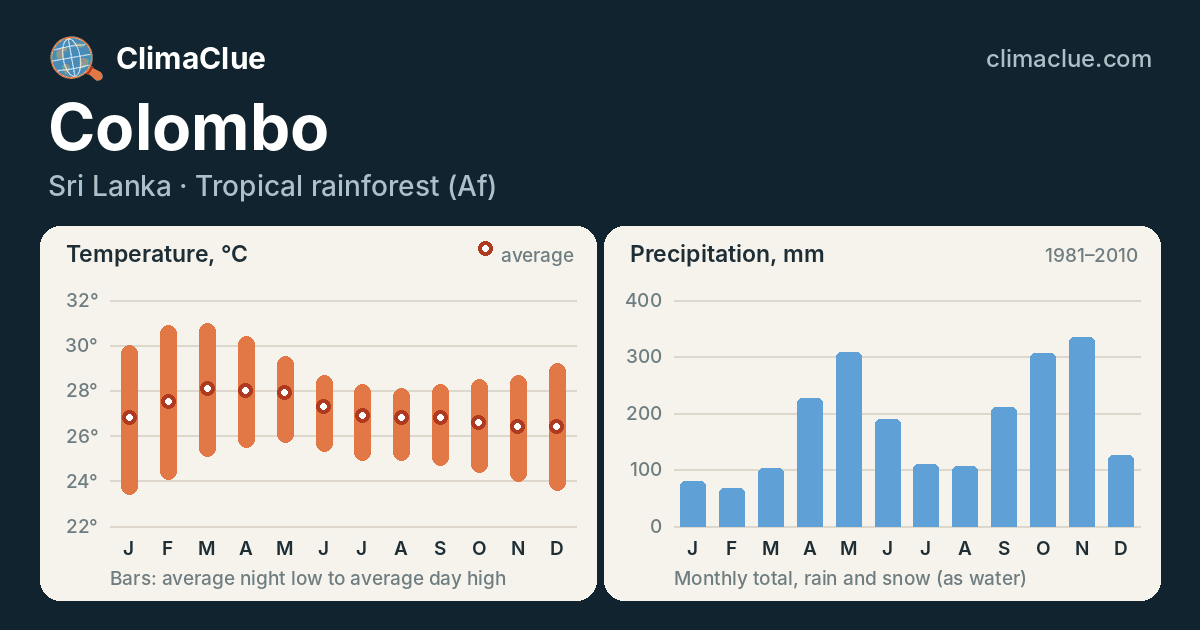 ClimaClue
climaclue.com
Colombo
Sri Lanka · Tropical rainforest (Af)
Temperature, °C
average
32°
30°
28°
26°
24°
22°
J F M A M J J A S O N D
Bars: average night low to average day high
Precipitation, mm
1981–2010
400
300
200
100
0
J F M A M J J A S O N D
Monthly total, rain and snow (as water)